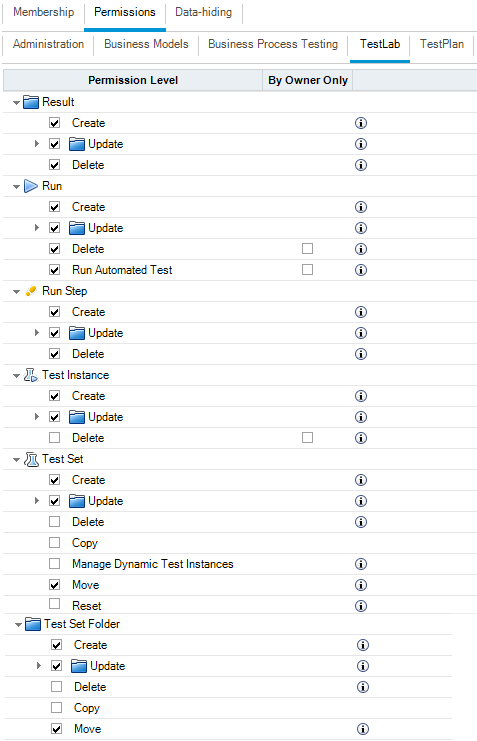 Membership Permissions Data-hiding
Administration Business Models Business Process Testing TestLab TestPlan
Permission Level By Owner Only
Result
Create
Update
Delete
Run
Create
Update
Delete
Run Automated Test
Run Step
Create
Update
Delete
Test Instance
Create
Update
Delete
Test Set
Create
Update
Delete
Copy
Manage Dynamic Test Instances
Move
Reset
Test Set Folder
Create
Update
Delete
Copy
Move